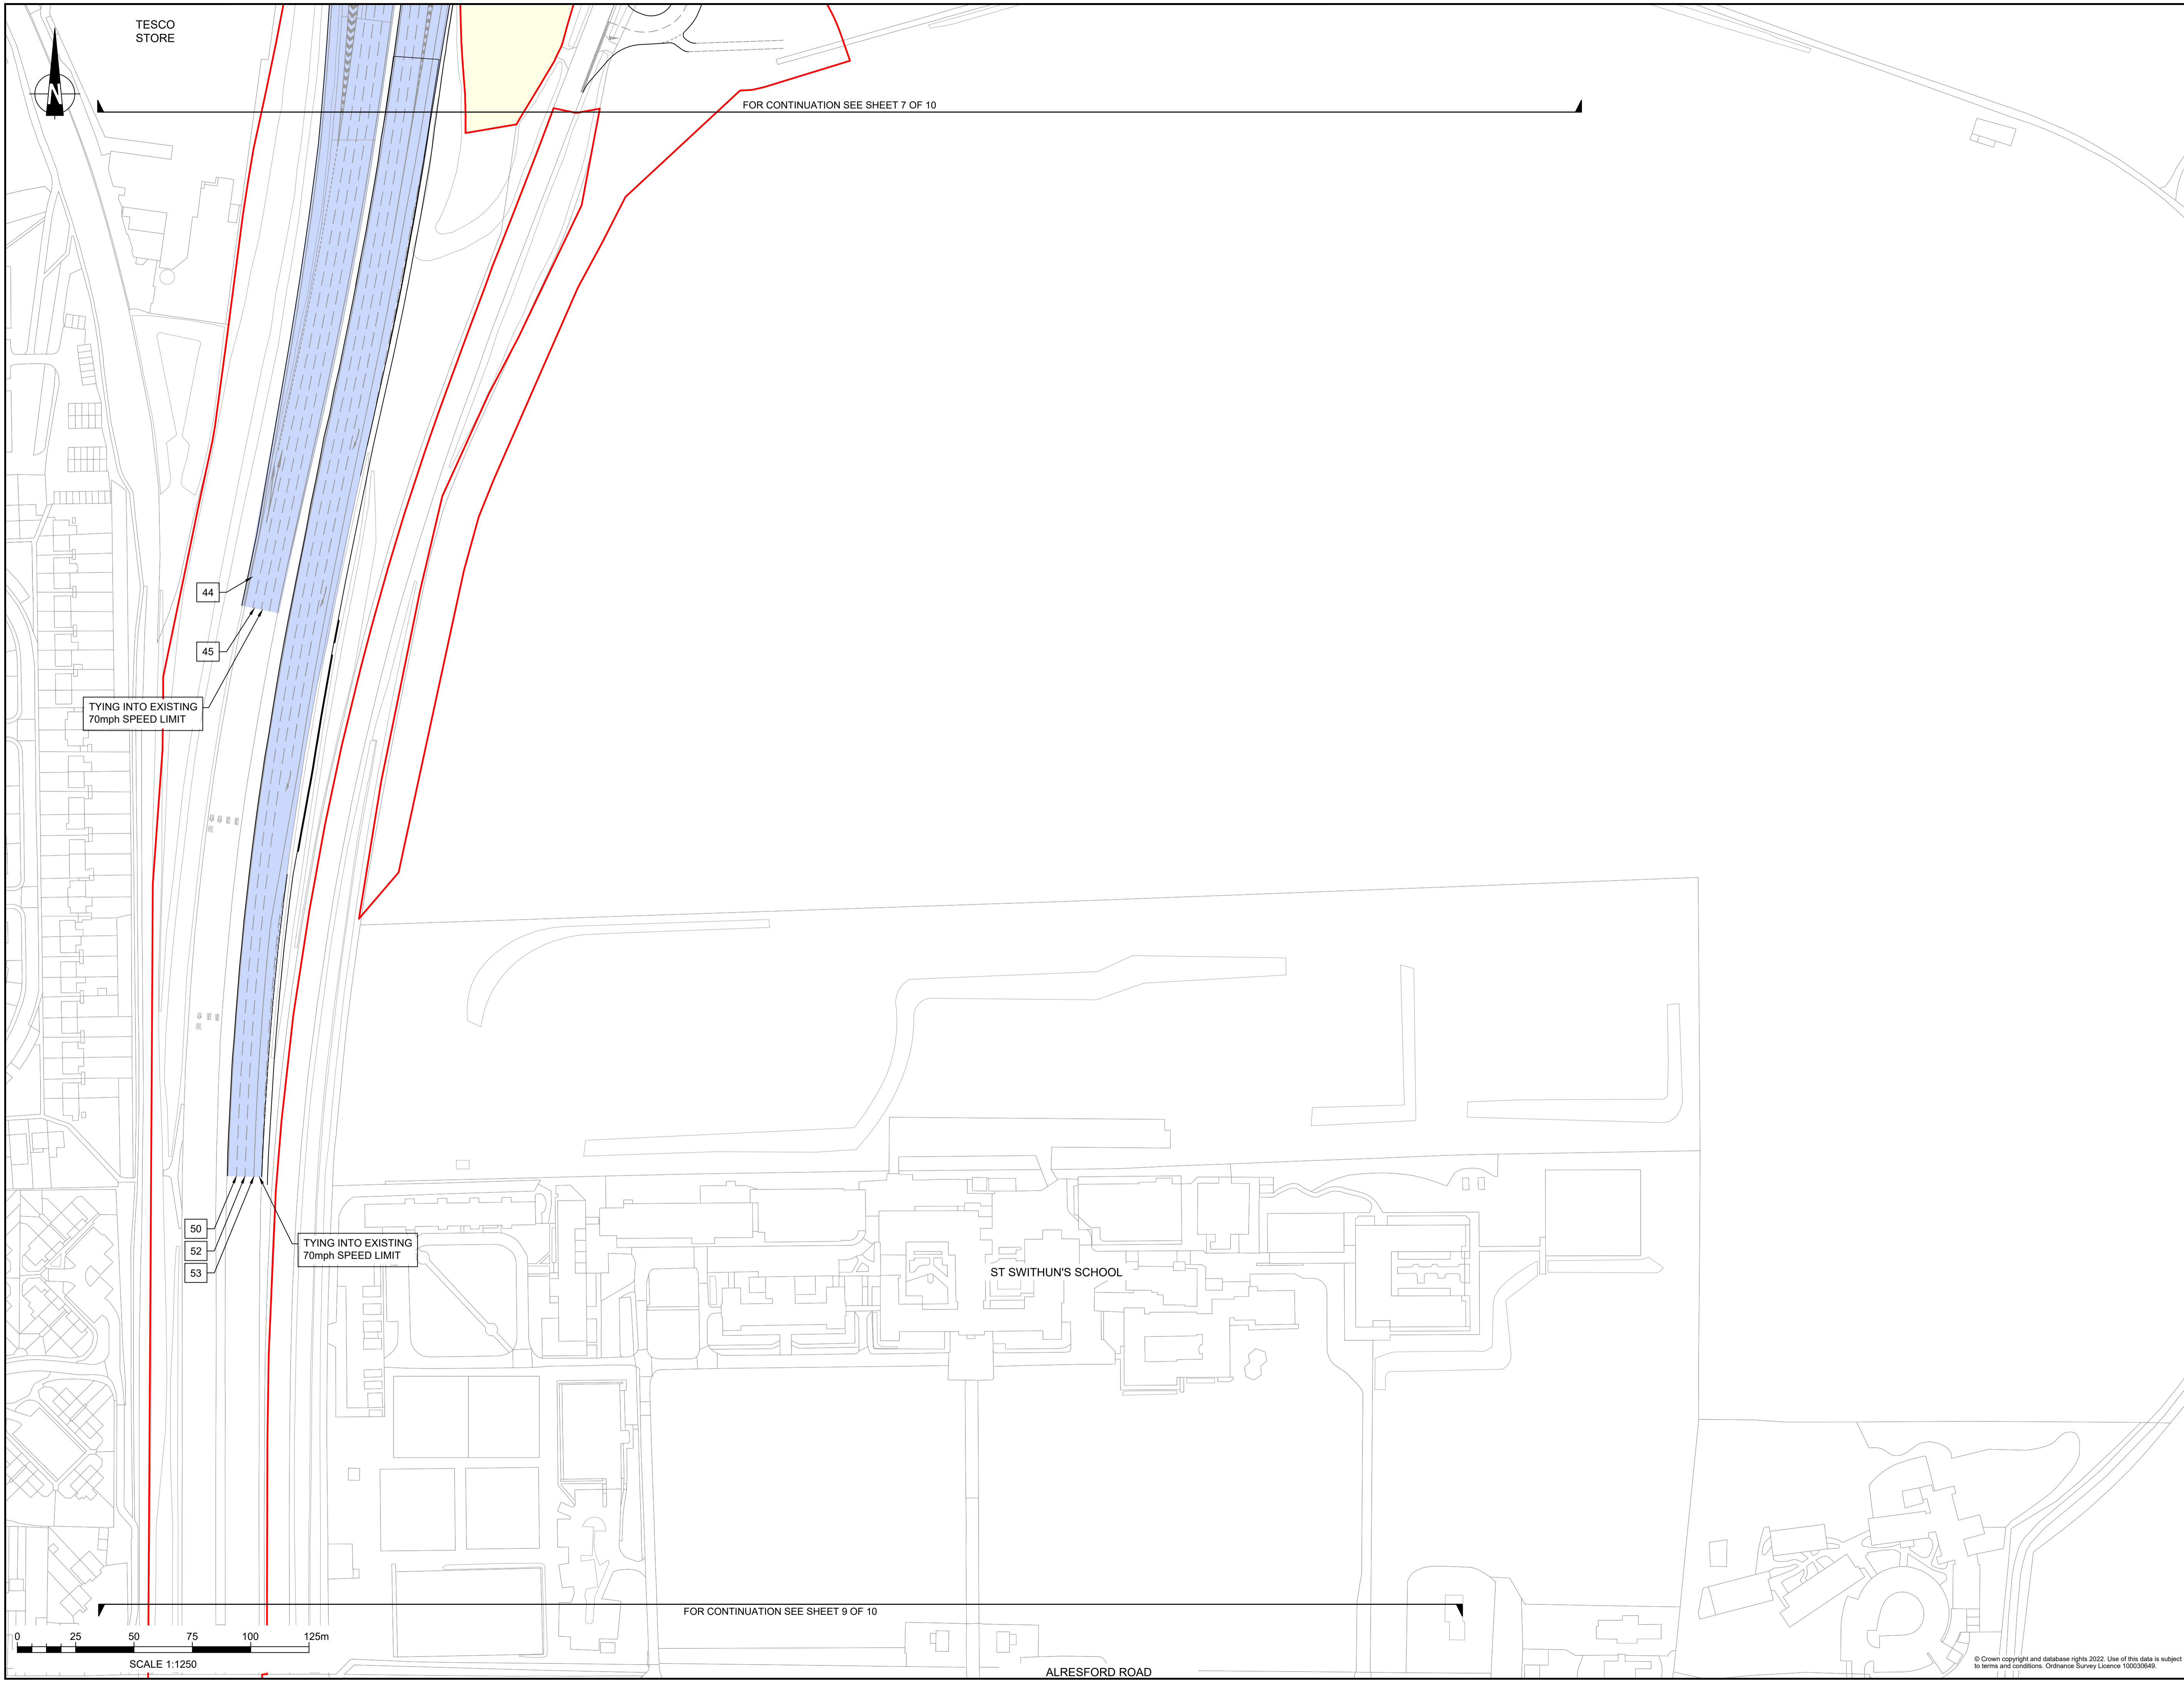 TESCO
STORE
N
FOR CONTINUATION SEE SHEET 7 OF 10
44
45
TYING INTO EXISTING
70mph SPEED LIMIT
50
52
53
TYING INTO EXISTING
70mph SPEED LIMIT
ST SWITHUN'S SCHOOL
FOR CONTINUATION SEE SHEET 9 OF 10
0 25 50 75 100 125m
SCALE 1:1250
ALRESFORD ROAD
© Crown copyright and database rights 2022. Use of this data is subject
to terms and conditions. Ordnance Survey Licence 100030649.